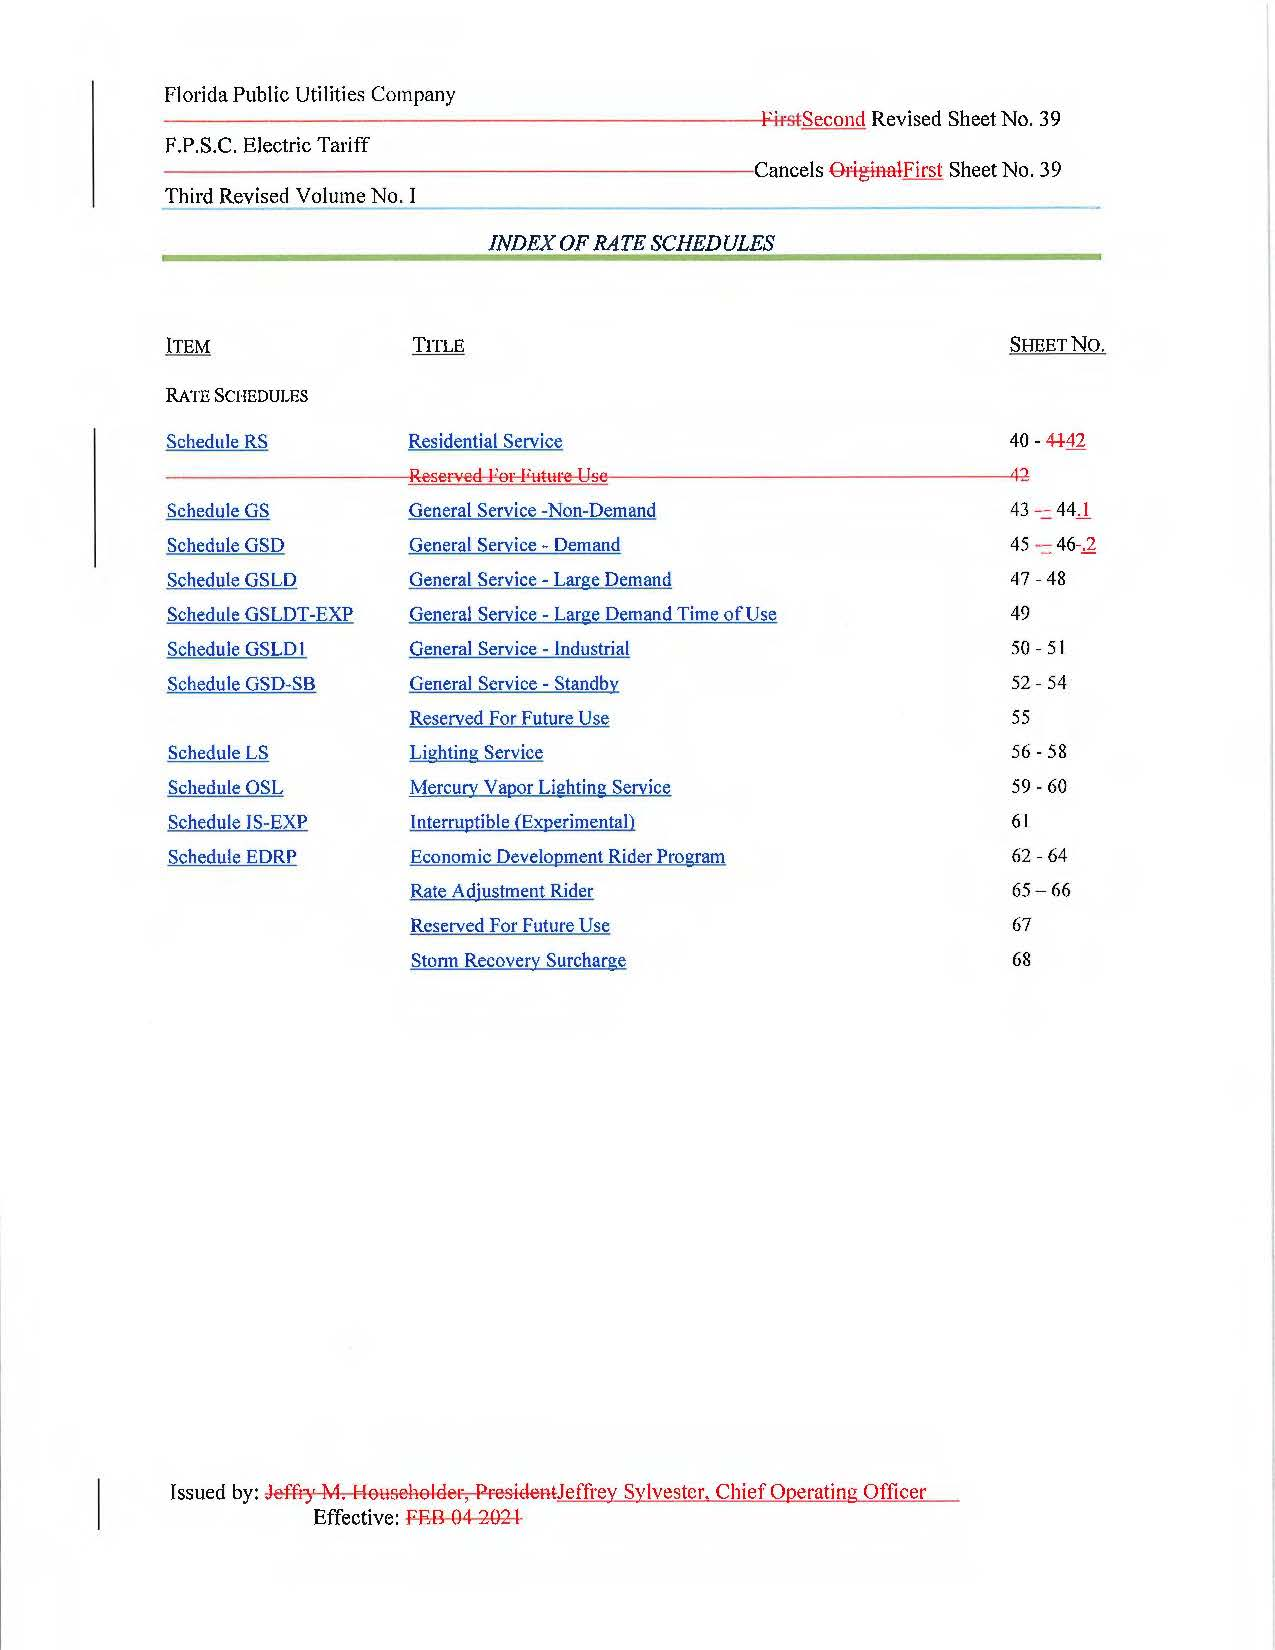 Florida Public Utilities Company
FirstSecond Revised Sheet No. 39
F.P.S.C. Electric Tariff
Cancels OriginalFirst Sheet No. 39
Third Revised Volume No. I
INDEX OF RATE SCHEDULES
ITEM TITLE SHEET NO.
RATE SCHEDULES
Schedule RS Residential Service 40 - 4142
Reserved For Future Use 42
Schedule GS General Service -Non-Demand 43 -– 44.1
Schedule GSD General Service - Demand 45 -– 46-.2
Schedule GSLD General Service - Large Demand 47 - 48
Schedule GSLDT-EXP General Service - Large Demand Time of Use 49
Schedule GSLD1 General Service - Industrial 50 - 51
Schedule GSD-SB General Service - Standby 52 - 54
Reserved For Future Use 55
Schedule LS Lighting Service 56 - 58
Schedule OSL Mercury Vapor Lighting Service 59 - 60
Schedule IS-EXP Interruptible (Experimental) 61
Schedule EDRP Economic Development Rider Program 62 - 64
Rate Adjustment Rider 65 – 66
Reserved For Future Use 67
Storm Recovery Surcharge 68
Issued by: Jeffry M. Householder, PresidentJeffrey Sylvester, Chief Operating Officer
Effective: FEB 04 2021